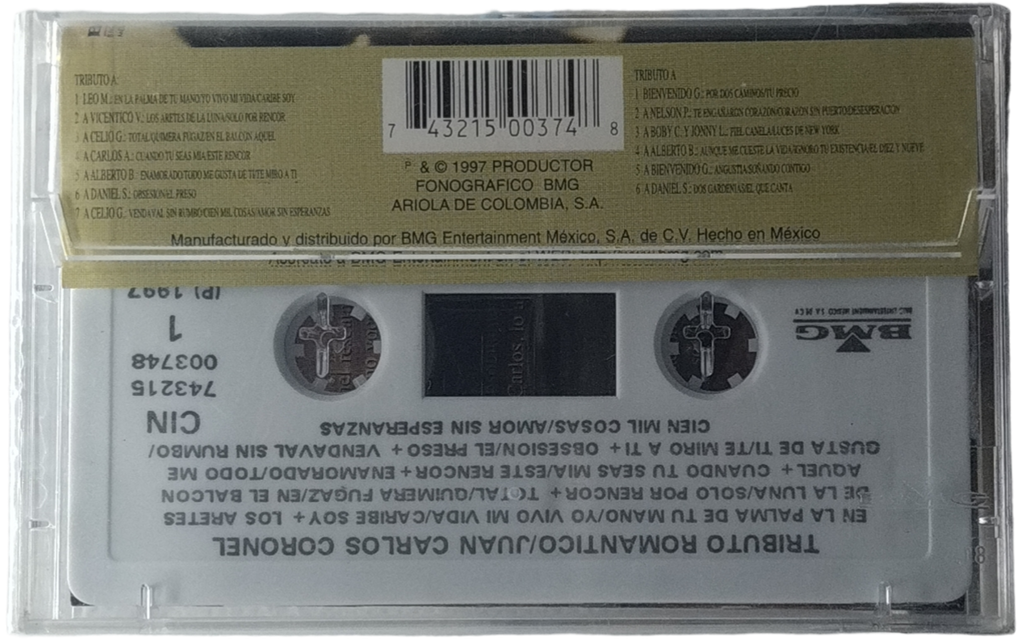 TRIBUTO A:
1 LEO M.: EN LA PALMA DE TU MANO/YO VIVO MI VIDA/CARIBE SOY
2 A VICENTICO V.: LOS ARETES DE LA LUNA/SOLO POR RENCOR
3 A CELIO G.: TOTAL/QUIMERA FUGAZ/EN EL BALCON AQUEL
4 A CARLOS A.: CUANDO TU SEAS MIA/ESTE RENCOR
5 A ALBERTO B.: ENAMORADO/TODO ME GUSTA DE TI/TE MIRO A TI
6 A DANIEL S.: OBSESION/EL PRESO
7 A CELIO G.: VENDAVAL SIN RUMBO/CIEN MIL COSAS/AMOR SIN ESPERANZAS
7 43215 00374 8
℗ & © 1997 PRODUCTOR
FONOGRAFICO BMG
ARIOLA DE COLOMBIA, S.A.
TRIBUTO A
1 BIENVENIDO G.: POR DOS CAMINOS/TU PRECIO
2 A NELSON P.: TE ENGAÑARON CORAZON/CORAZON SIN PUERTO/DESESPERACIÓN
3 A BOBY C. Y JONNY L.: PIEL CANELA/LUCES DE NEW YORK
4 A ALBERTO B.: AUNQUE ME CUESTE LA VIDA/IGNORO TU EXISTENCIA/EL DIEZ Y NUEVE
5 A BIENVENIDO G.: ANGUSTIA/SOÑANDO CONTIGO
6 A DANIEL S.: DOS GARDENIAS/EL QUE CANTA
Manufacturado y distribuido por BMG Entertainment México, S.A. de C.V. Hecho en México
TRIBUTO ROMANTICO/JUAN CARLOS CORONEL
EN LA PALMA DE TU MANO/YO VIVO MI VIDA/CARIBE SOY + LOS ARETES
DE LA LUNA/SOLO POR RENCOR + TOTAL/QUIMERA FUGAZ/EN EL BALCON
AQUEL + CUANDO TU SEAS MIA/ESTE RENCOR + ENAMORADO/TODO ME
GUSTA DE TI/TE MIRO A TI + OBSESION/EL PRESO + VENDAVAL SIN RUMBO/
CIEN MIL COSAS/AMOR SIN ESPERANZAS
CIN
743215
003748
1
(P) 1997
BMG
BMG ENTERTAINMENT MEXICO S.A. DE C.V.
Carlos, lo